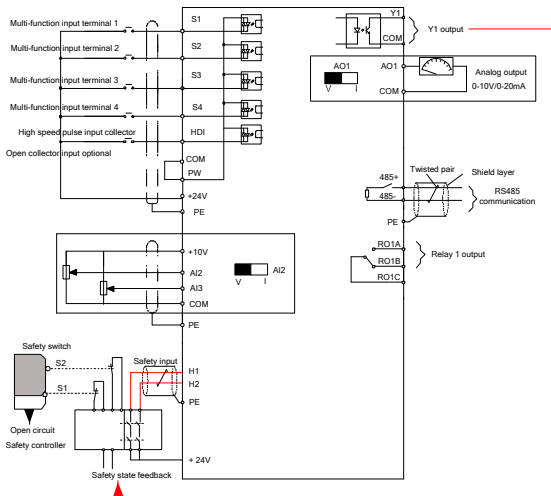 Multi-function input terminal 1
S1
Multi-function input terminal 2
S2
Multi-function input terminal 3
S3
Multi-function input terminal 4
S4
High speed pulse input collector
HDI
Open collector input optional
COM
PW
+24V
PE
Y1
COM
Y1 output
AO1
V I
AO1
COM
Analog output
0-10V/0-20mA
Twisted pair
Shield layer
485+
485-
RS485
communication
PE
RO1A
RO1B
RO1C
Relay 1 output
+10V
AI2
AI3
COM
V I
AI2
PE
Safety switch
S2
S1
Open circuit
Safety controller
Safety input
H1
H2
PE
+ 24V
Safety state feedback